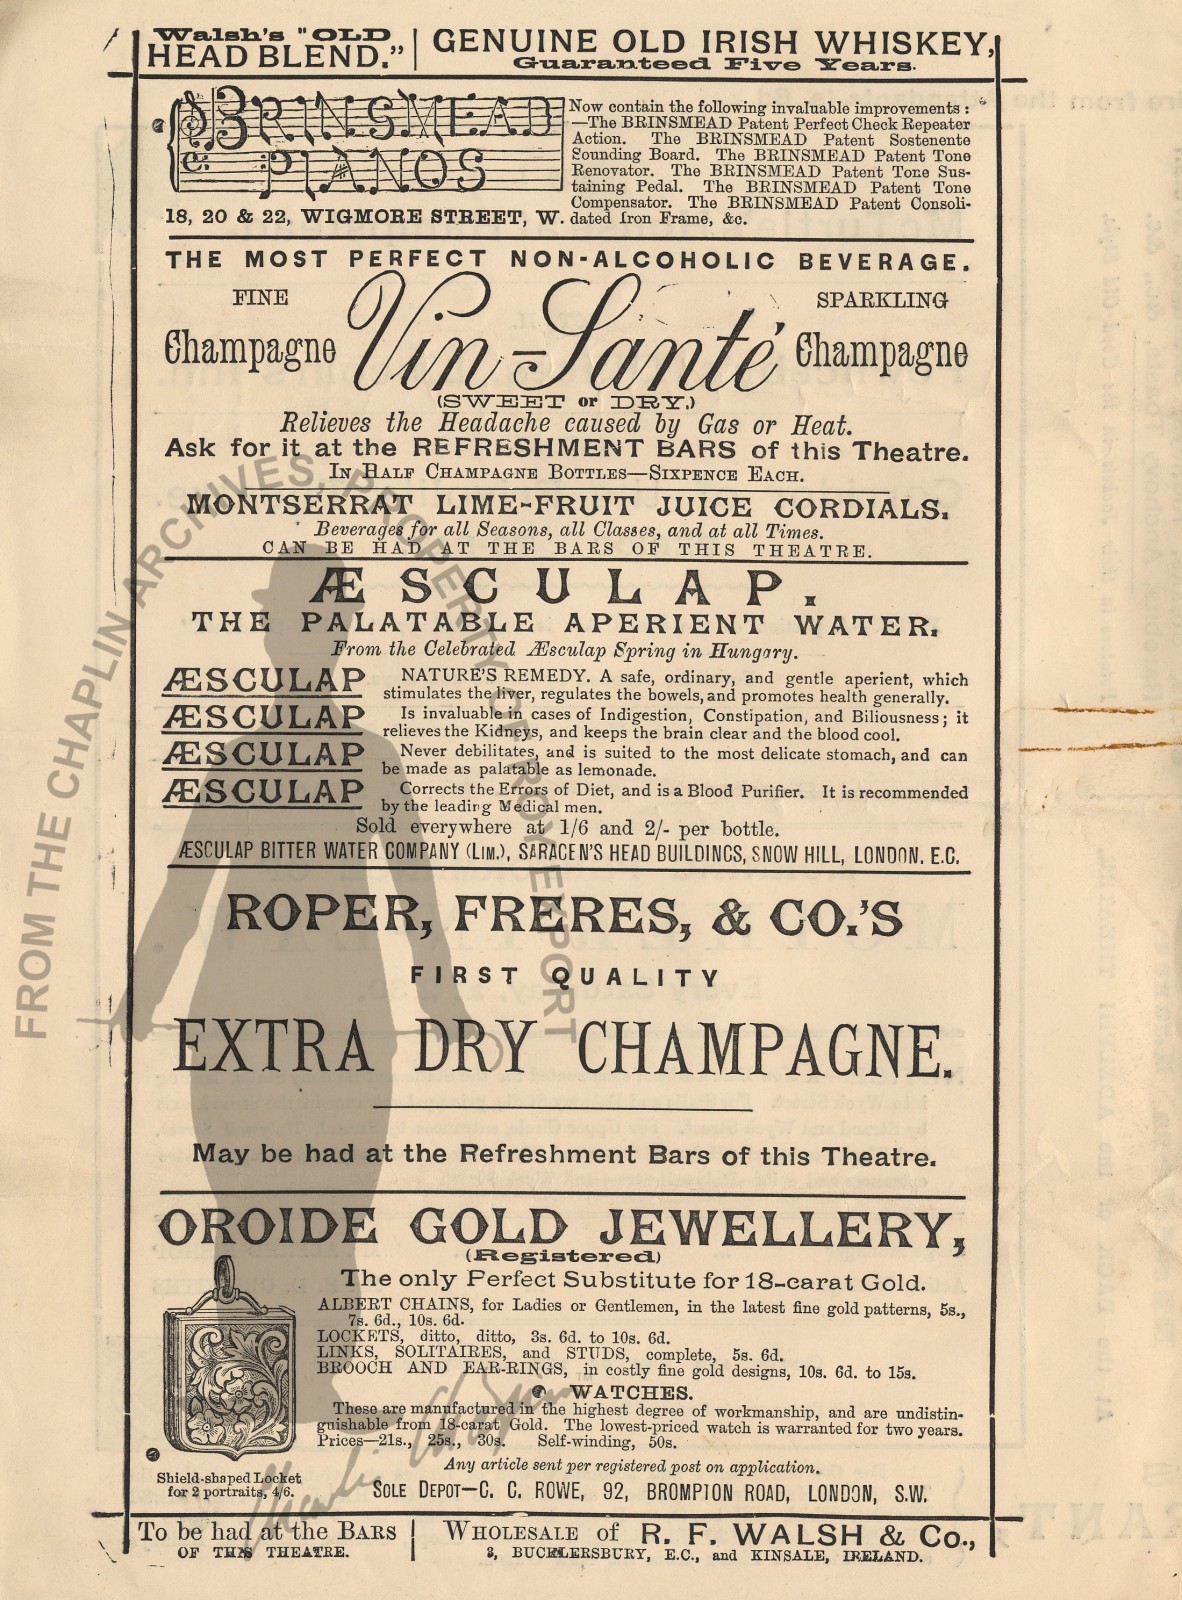 Walsh's "OLD
HEAD BLEND."
GENUINE OLD IRISH WHISKEY,
Guaranteed Five Years.
BRINSMEAD
PIANOS
18, 20 & 22, WIGMORE STREET, W.
Now contain the following invaluable improvements :
—The BRINSMEAD Patent Perfect Check Repeater
Action. The BRINSMEAD Patent Sostenente
Sounding Board. The BRINSMEAD Patent Tone
Renovator. The BRINSMEAD Patent Tone Sus-
taining Pedal. The BRINSMEAD Patent Tone
Compensator. The BRINSMEAD Patent Consoli-
dated Iron Frame, &c.
THE MOST PERFECT NON-ALCOHOLIC BEVERAGE.
FINE
Champagne
Vin-Santé
SPARKLING
Champagne
(SWEET or DRY.)
Relieves the Headache caused by Gas or Heat.
Ask for it at the REFRESHMENT BARS of this Theatre.
IN HALF CHAMPAGNE BOTTLES—SIXPENCE EACH.
MONTSERRAT LIME-FRUIT JUICE CORDIALS.
Beverages for all Seasons, all Classes, and at all Times.
CAN BE HAD AT THE BARS OF THIS THEATRE.
ÆSCULAP.
THE PALATABLE APERIENT WATER.
From the Celebrated Æsculap Spring in Hungary.
ÆSCULAP NATURE'S REMEDY. A safe, ordinary, and gentle aperient, which
stimulates the liver, regulates the bowels, and promotes health generally.
ÆSCULAP Is invaluable in cases of Indigestion, Constipation, and Biliousness; it
relieves the Kidneys, and keeps the brain clear and the blood cool.
ÆSCULAP Never debilitates, and is suited to the most delicate stomach, and can
be made as palatable as lemonade.
ÆSCULAP Corrects the Errors of Diet, and is a Blood Purifier. It is recommended
by the leading Medical men.
Sold everywhere at 1/6 and 2/- per bottle.
ÆSCULAP BITTER WATER COMPANY (LIM.), SARACEN'S HEAD BUILDINGS, SNOW HILL, LONDON. E.C.
ROPER, FRERES, & CO.'S
FIRST QUALITY
EXTRA DRY CHAMPAGNE.
May be had at the Refreshment Bars of this Theatre.
OROIDE GOLD JEWELLERY,
(Registered)
The only Perfect Substitute for 18-carat Gold.
ALBERT CHAINS, for Ladies or Gentlemen, in the latest fine gold patterns, 5s.,
7s. 6d., 10s. 6d.
LOCKETS, ditto, ditto, 3s. 6d. to 10s. 6d.
LINKS, SOLITAIRES, and STUDS, complete, 5s. 6d.
BROOCH AND EAR-RINGS, in costly fine gold designs, 10s. 6d. to 15s.
WATCHES.
These are manufactured in the highest degree of workmanship, and are undistin-
guishable from 18-carat Gold. The lowest-priced watch is warranted for two years.
Prices—21s., 25s., 30s. Self-winding, 50s.
Any article sent per registered post on application.
Shield-shaped Locket
for 2 portraits, 4/6.
SOLE DEPOT—C. C. ROWE, 92, BROMPTON ROAD, LONDON, S.W.
To be had at the BARS
OF THIS THEATRE.
WHOLESALE of R. F. WALSH & Co.,
3, BUCKLERSBURY, E.C., and KINSALE, IRELAND.
FROM THE CHAPLIN ARCHIVES, PROPERTY OF ROY EXPORT
Charlie Chaplin